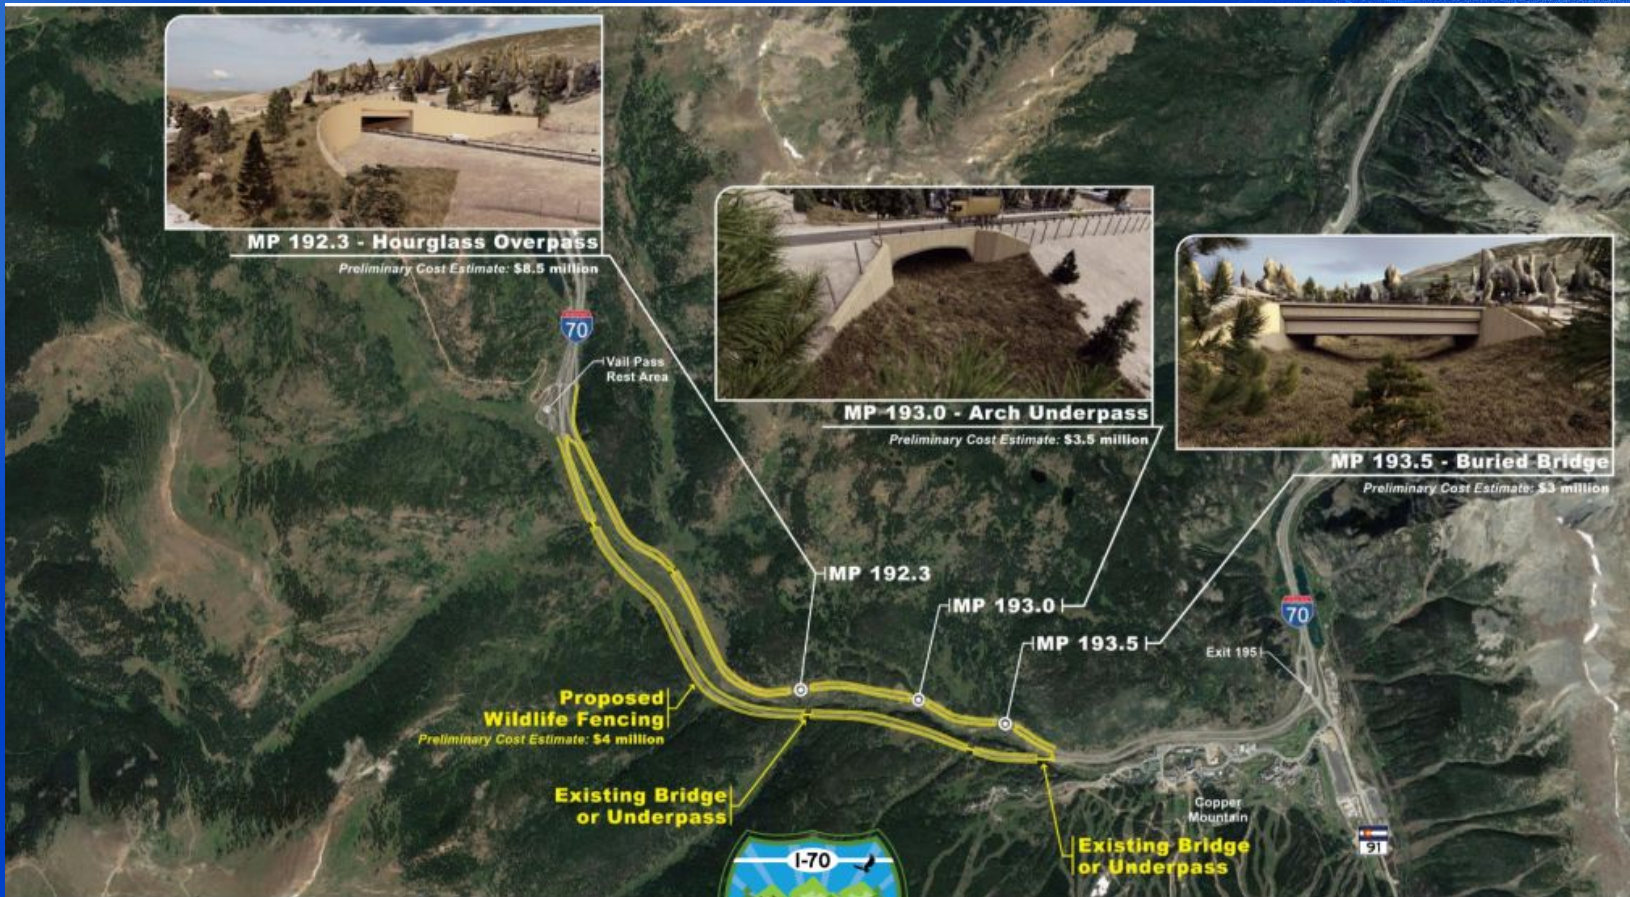 MP 192.3 - Hourglass Overpass
Preliminary Cost Estimate: $8.5 million
MP 193.0 - Arch Underpass
Preliminary Cost Estimate: $3.5 million
MP 193.5 - Buried Bridge
Preliminary Cost Estimate: $3 million
70
Vail Pass
Rest Area
MP 192.3
MP 193.0
MP 193.5
70
Exit 195
Proposed
Wildlife Fencing
Preliminary Cost Estimate: $4 million
Existing Bridge
or Underpass
Copper
Mountain
91
Existing Bridge
or Underpass
I-70